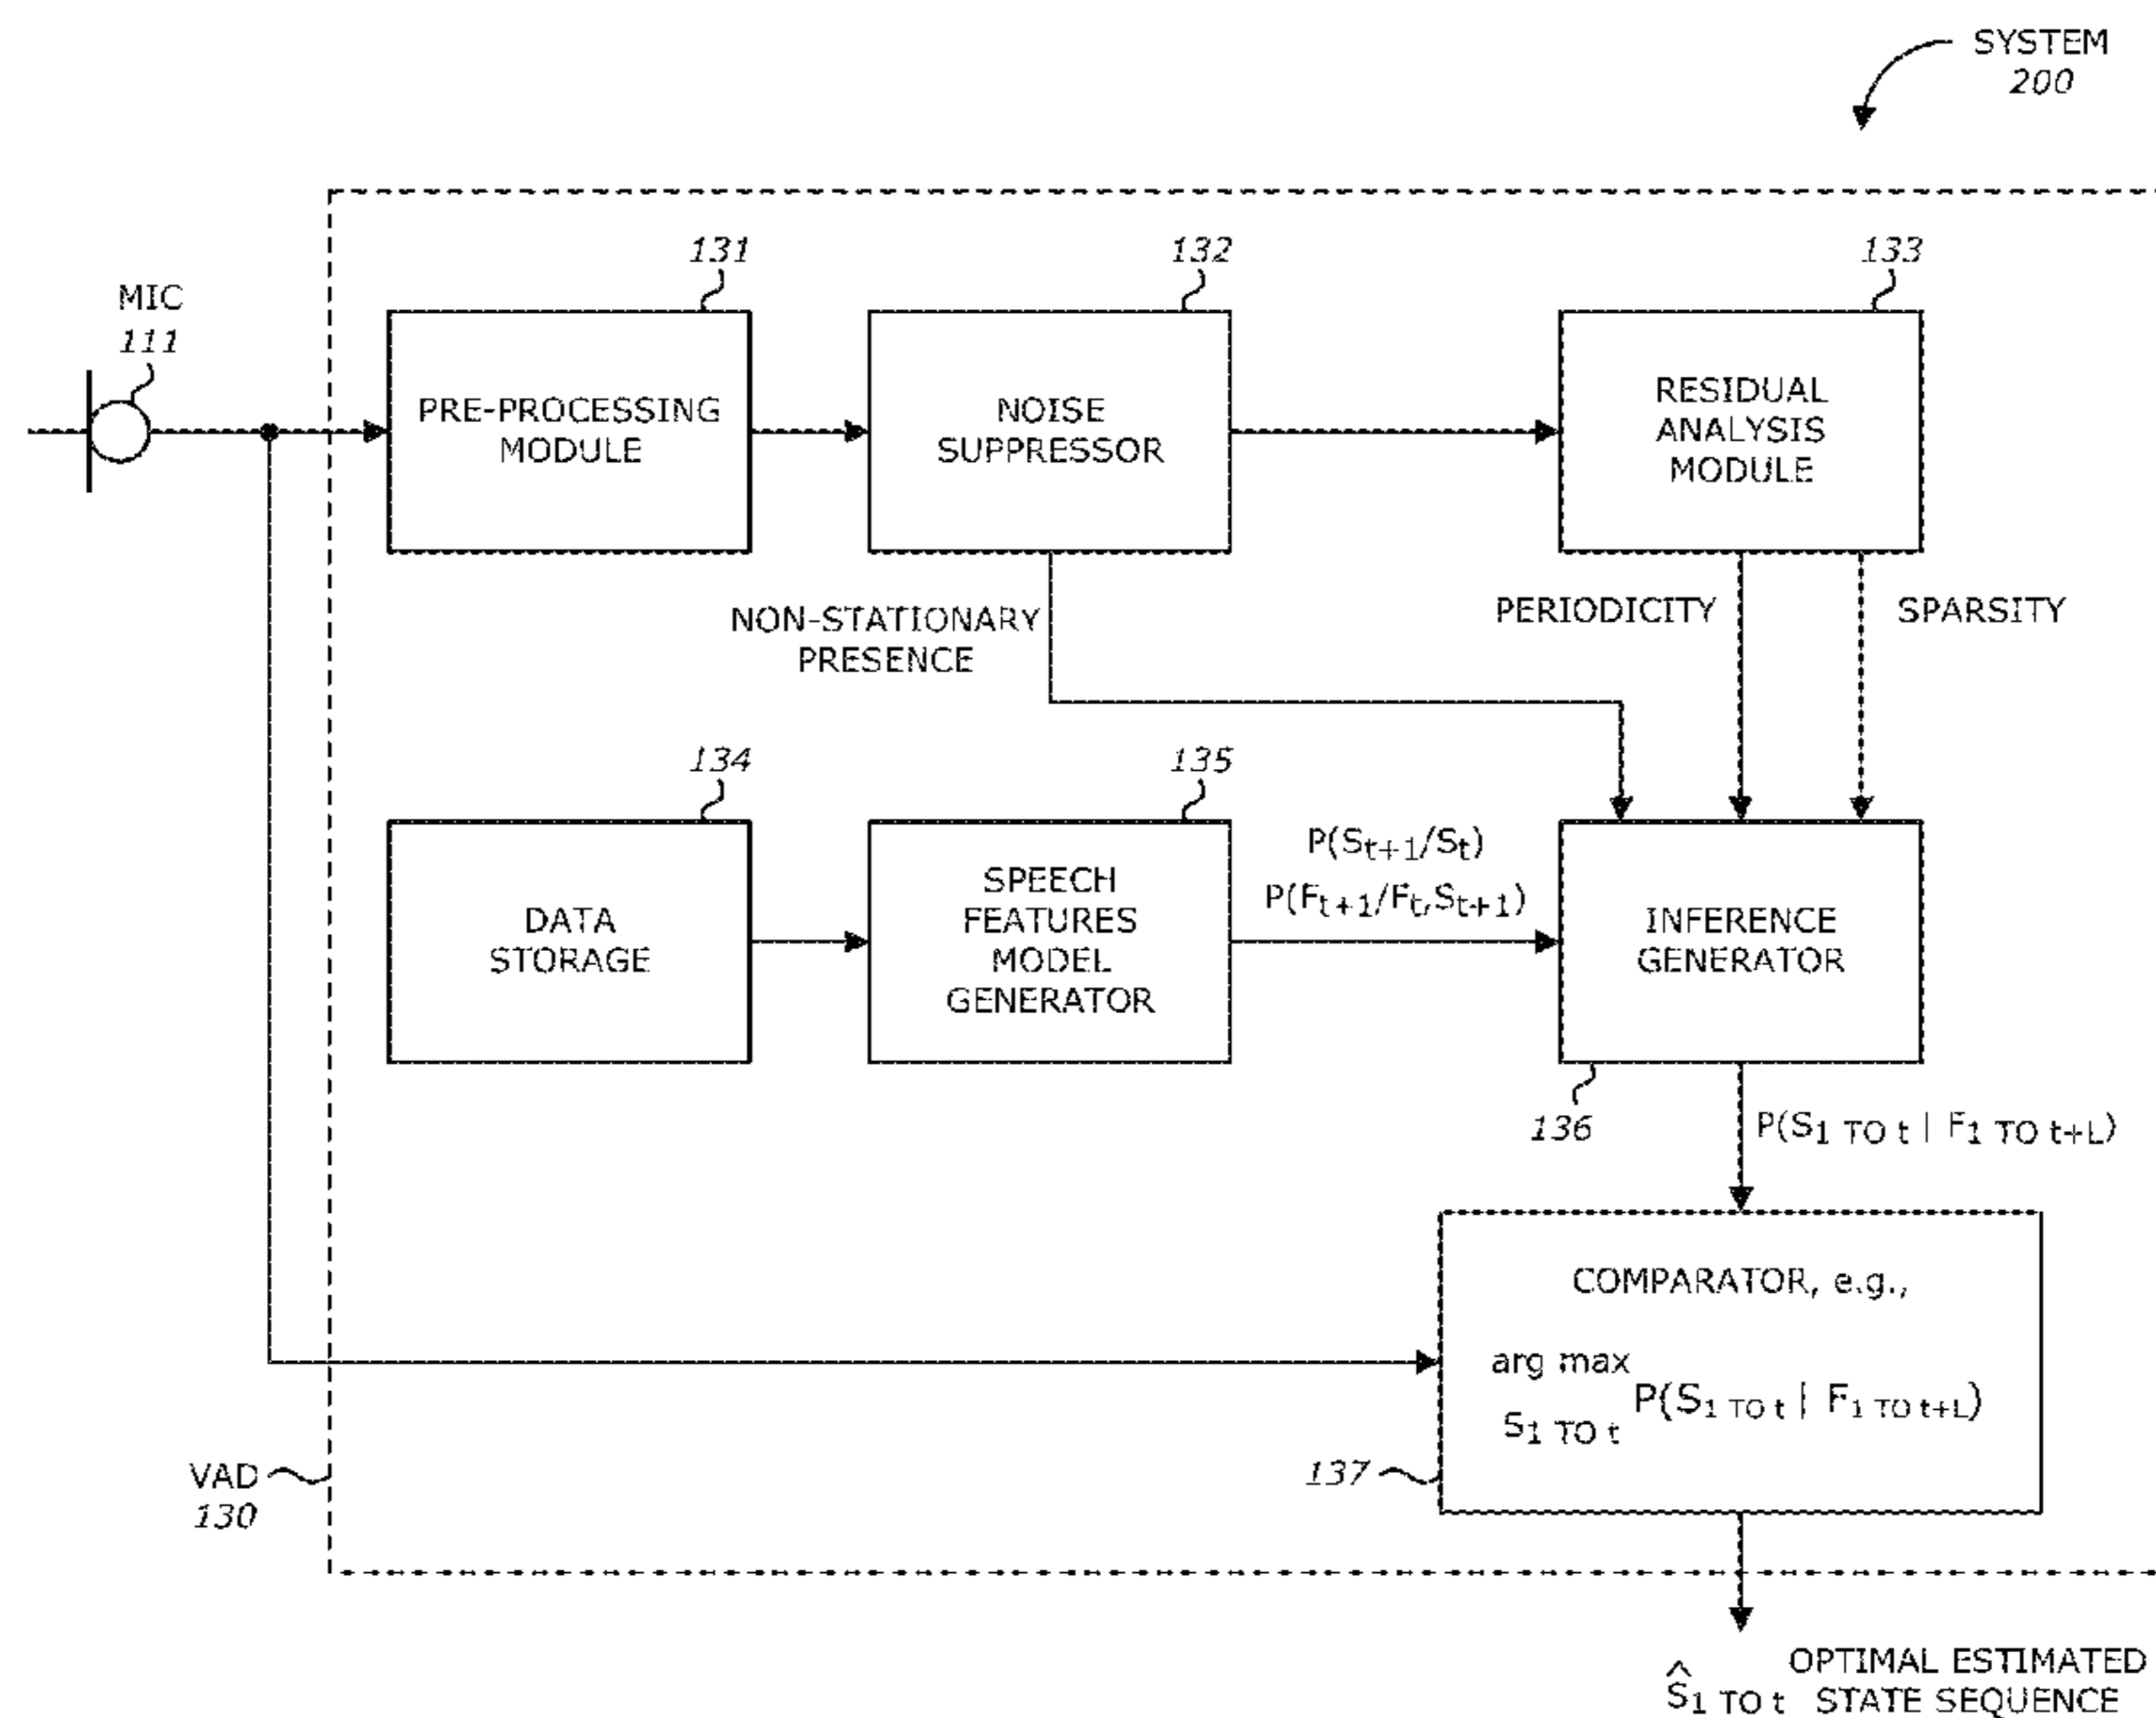 SYSTEM
200
131
132
133
MIC
111
PRE-PROCESSING
MODULE
NOISE
SUPPRESSOR
RESIDUAL
ANALYSIS
MODULE
NON-STATIONARY
PRESENCE
PERIODICITY
SPARSITY
134
135
DATA
STORAGE
SPEECH
FEATURES
MODEL
GENERATOR
P(St+1/St)
P(Ft+1/Ft,St+1)
INFERENCE
GENERATOR
136
P(S1 TO t | F1 TO t+L)
COMPARATOR, e.g.,
arg max
S1 TO t
P(S1 TO t | F1 TO t+L)
137
VAD
130
OPTIMAL ESTIMATED
Ŝ1 TO t STATE SEQUENCE